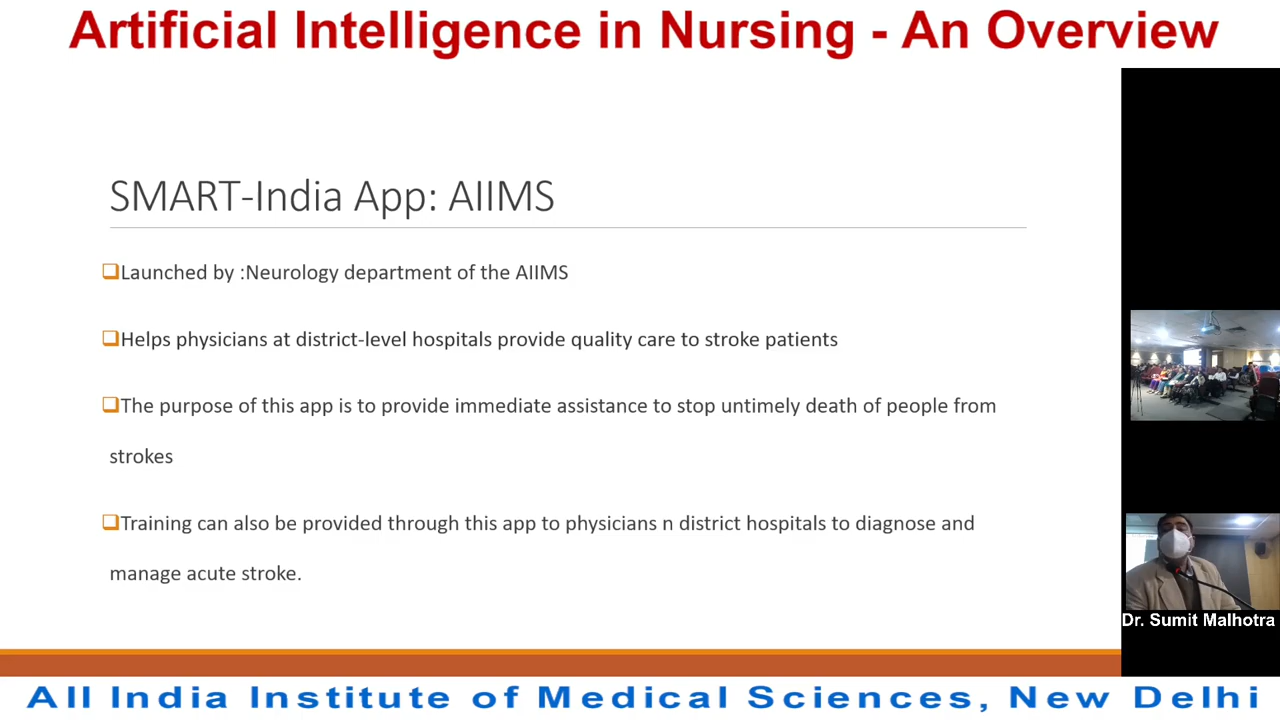 Artificial Intelligence in Nursing - An Overview
SMART-India App: AIIMS
Launched by :Neurology department of the AIIMS
Helps physicians at district-level hospitals provide quality care to stroke patients
The purpose of this app is to provide immediate assistance to stop untimely death of people from
strokes
Training can also be provided through this app to physicians n district hospitals to diagnose and
manage acute stroke.
Dr. Sumit Malhotra
All India Institute of Medical Sciences, New Delhi